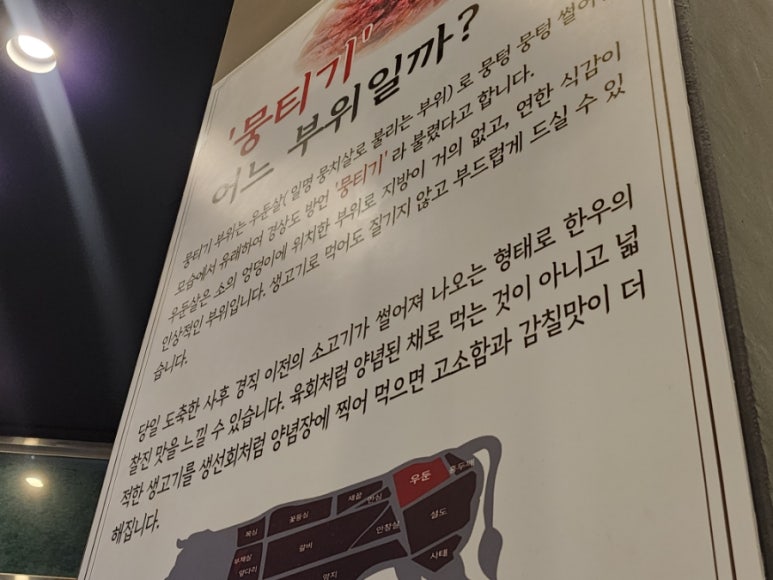 '뭉티기'
어느 부위일까?
뭉티기 부위는 우둔살(일명 뭉치살로 불리는 부위)로 뭉텅 뭉텅 썰어
모습에서 유래하여 경상도 방언 '뭉티기' 라 불렸다고 합니다.
우둔살은 소의 엉덩이에 위치한 부위로 지방이 거의 없고, 연한 식감이
인상적인 부위입니다. 생고기로 먹어도 질기지 않고 부드럽게 드실 수 있
습니다.
당일 도축한 사후 경직 이전의 소고기가 썰어져 나오는 형태로 한우의
찰진 맛을 느낄 수 있습니다. 육회처럼 양념된 채로 먹는 것이 아니고 넓
적한 생고기를 생선회처럼 양념장에 찍어 먹으면 고소함과 감칠맛이 더
해집니다.
우둔
홍두깨
채끝
안심
꽃등심
목심
설도
안창살
갈비
부채살
앞다리
사태
양지